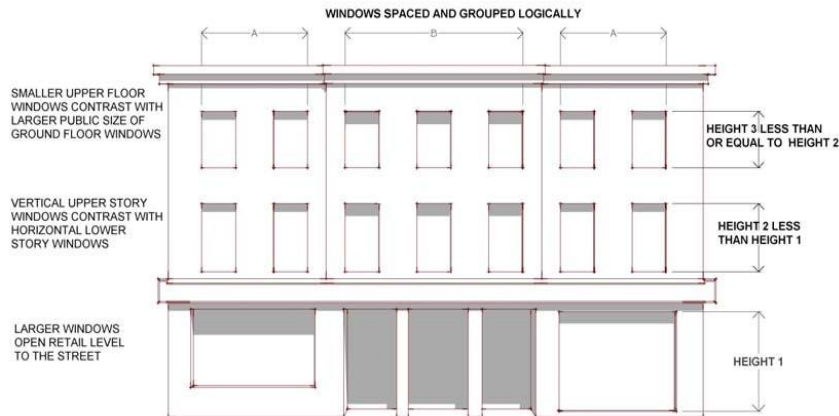 WINDOWS SPACED AND GROUPED LOGICALLY
A
B
A
SMALLER UPPER FLOOR
WINDOWS CONTRAST WITH
LARGER PUBLIC SIZE OF
GROUND FLOOR WINDOWS
HEIGHT 3 LESS THAN
OR EQUAL TO HEIGHT 2
VERTICAL UPPER STORY
WINDOWS CONTRAST WITH
HORIZONTAL LOWER
STORY WINDOWS
HEIGHT 2 LESS
THAN HEIGHT 1
LARGER WINDOWS
OPEN RETAIL LEVEL
TO THE STREET
HEIGHT 1